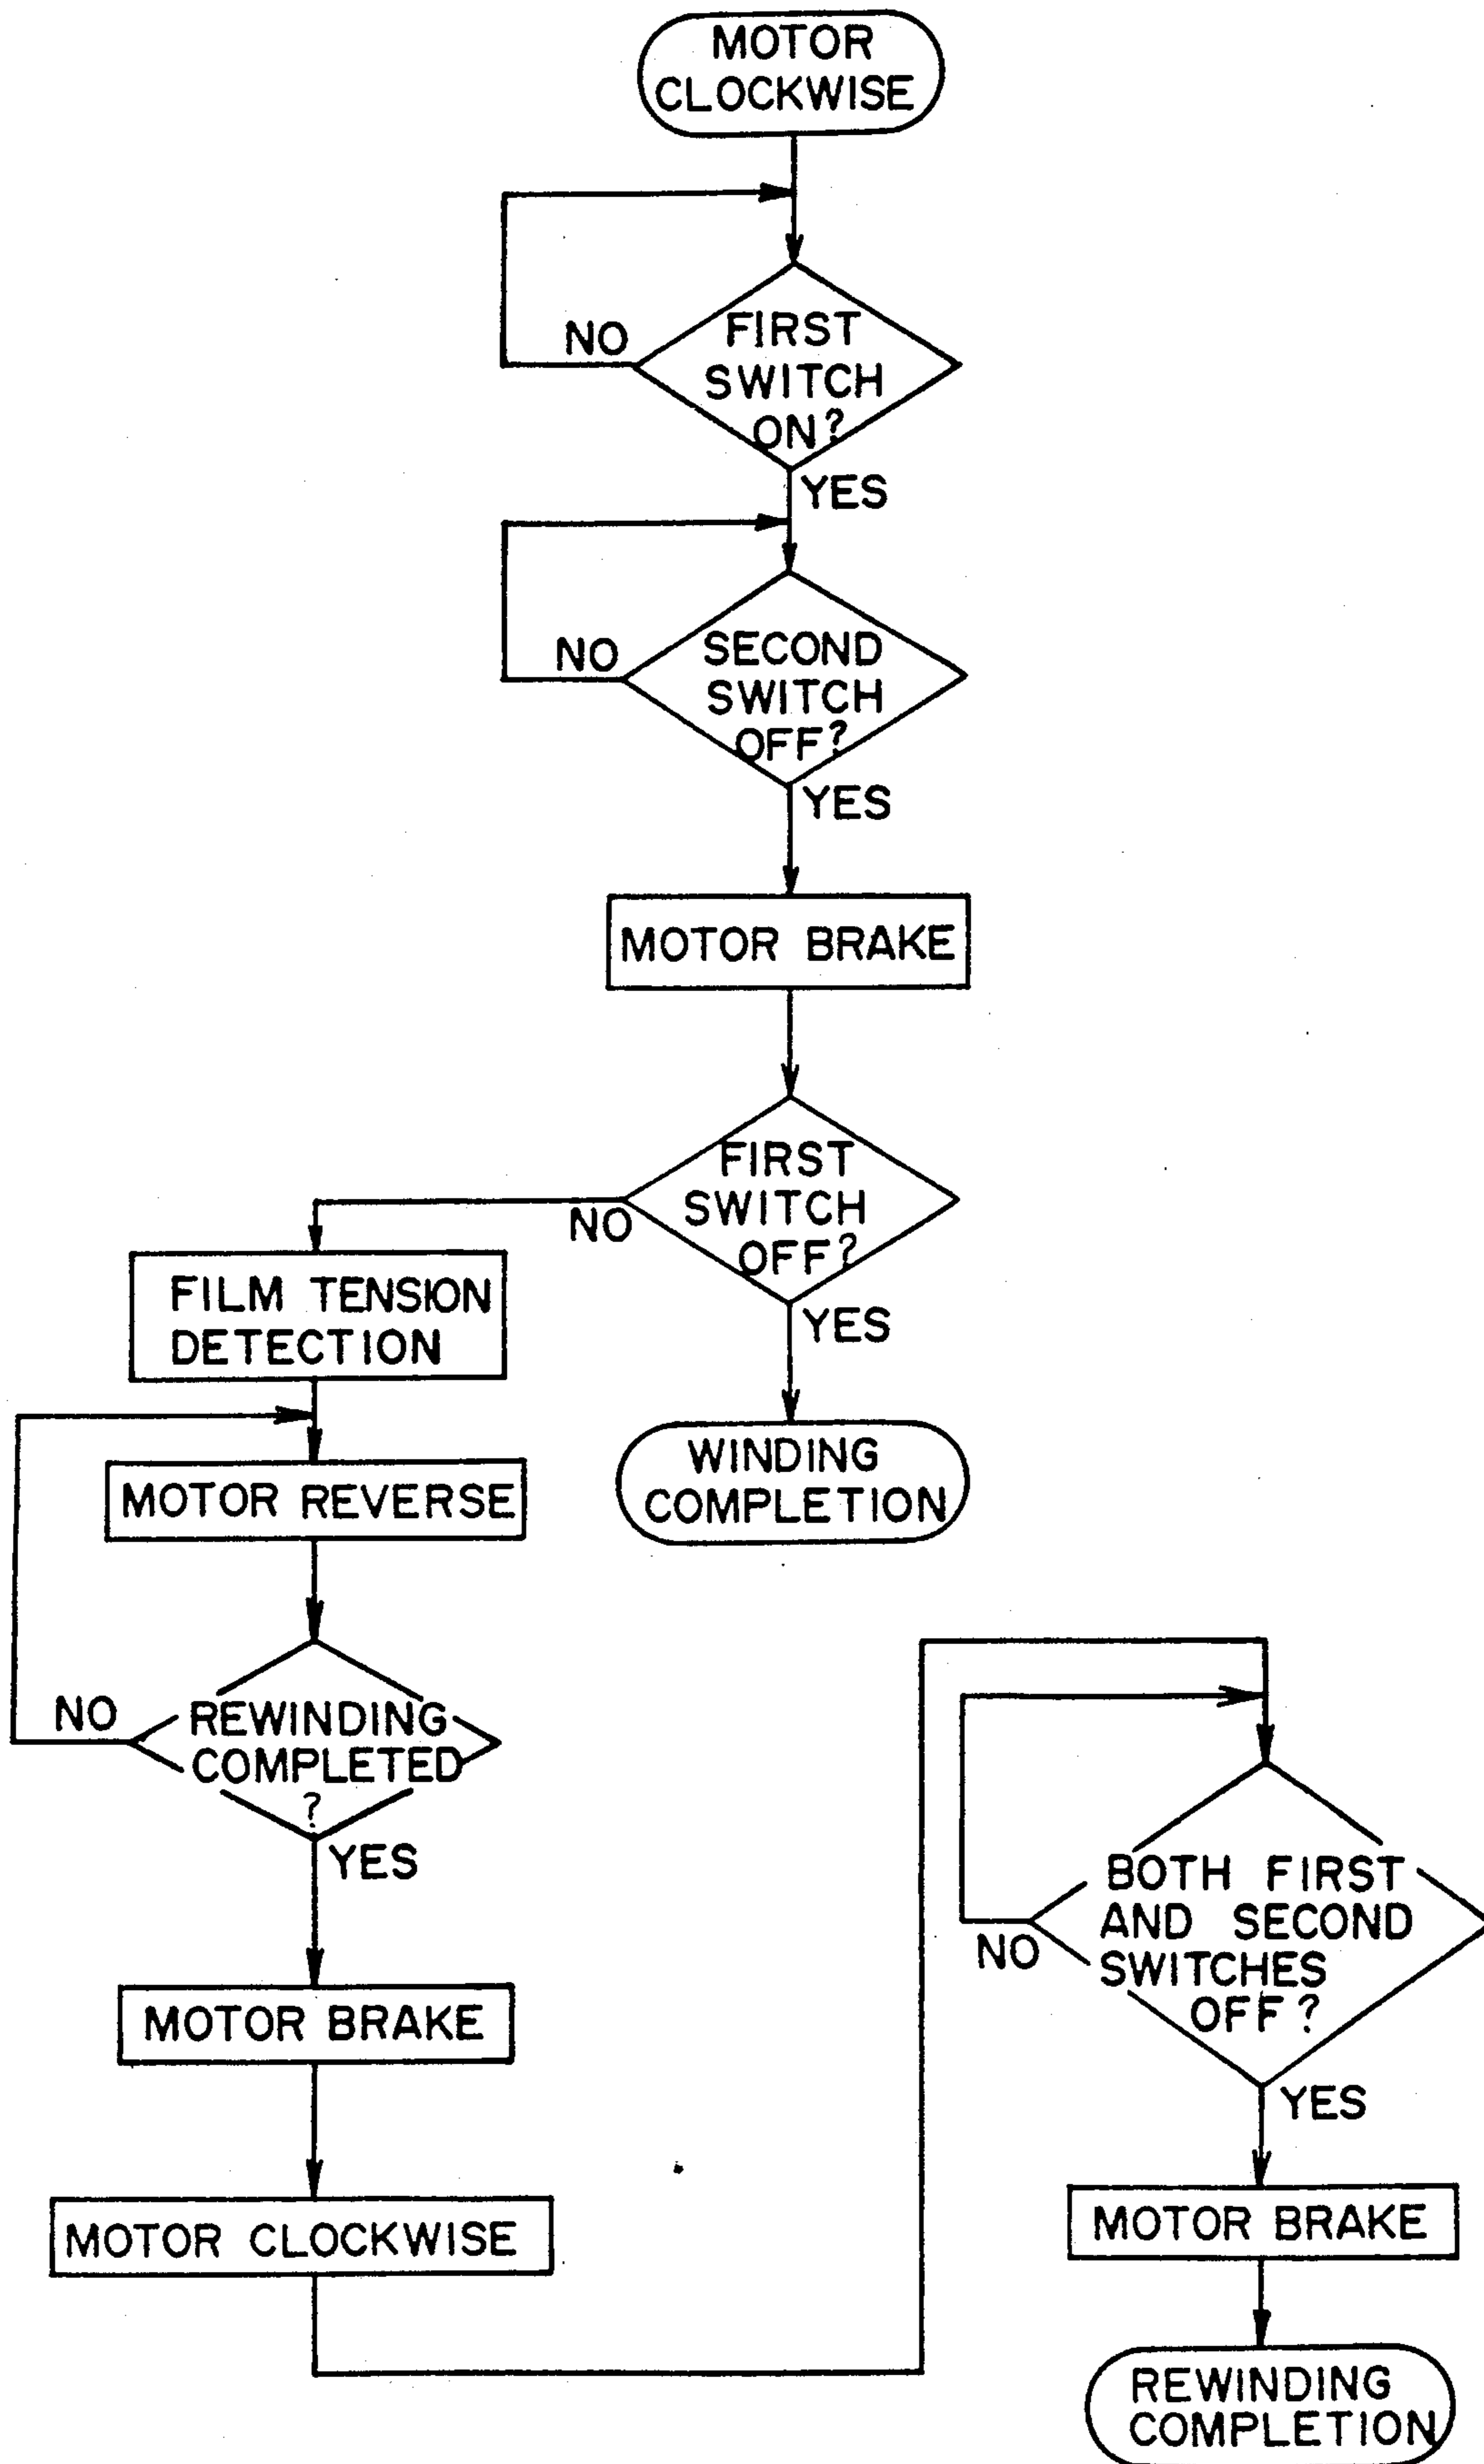 MOTOR
CLOCKWISE
NO
FIRST
SWITCH
ON?
YES
NO
SECOND
SWITCH
OFF?
YES
MOTOR BRAKE
FIRST
SWITCH
OFF?
NO
YES
FILM TENSION
DETECTION
WINDING
COMPLETION
MOTOR REVERSE
NO
REWINDING
COMPLETED
?
YES
MOTOR BRAKE
MOTOR CLOCKWISE
BOTH FIRST
AND SECOND
SWITCHES
OFF?
NO
YES
MOTOR BRAKE
REWINDING
COMPLETION